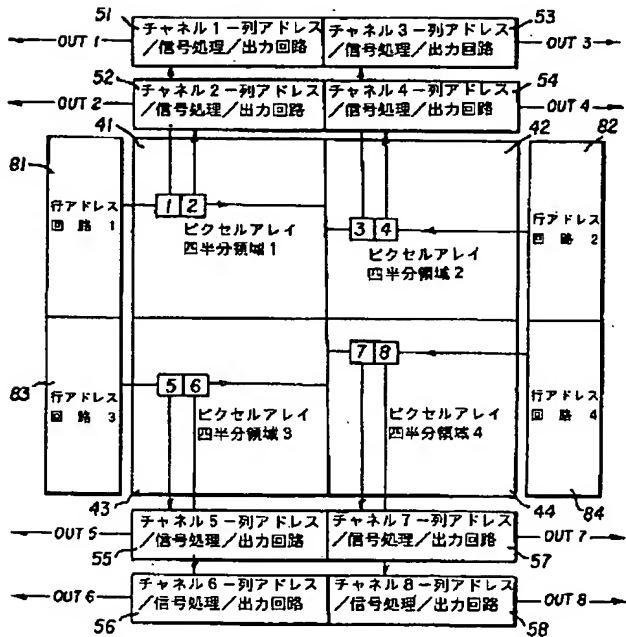 51
53
チャネル1－列アドレス
/信号処理/出力回路
チャネル3－列アドレス
/信号処理/出力回路
OUT 1
OUT 3
52
54
チャネル2－列アドレス
/信号処理/出力回路
チャネル4－列アドレス
/信号処理/出力回路
OUT 2
OUT 4
41
42
81
82
行アドレス
回路 1
1 2
ピクセルアレイ
四半分領域1
3 4
ピクセルアレイ
四半分領域2
行アドレス
回路 2
83
行アドレス
回路 3
5 6
ピクセルアレイ
四半分領域3
7 8
ピクセルアレイ
四半分領域4
行アドレス
回路 4
43
44
84
チャネル5－列アドレス
/信号処理/出力回路
チャネル7－列アドレス
/信号処理/出力回路
OUT 5
OUT 7
55
57
チャネル6－列アドレス
/信号処理/出力回路
チャネル8－列アドレス
/信号処理/出力回路
OUT 6
OUT 8
56
58